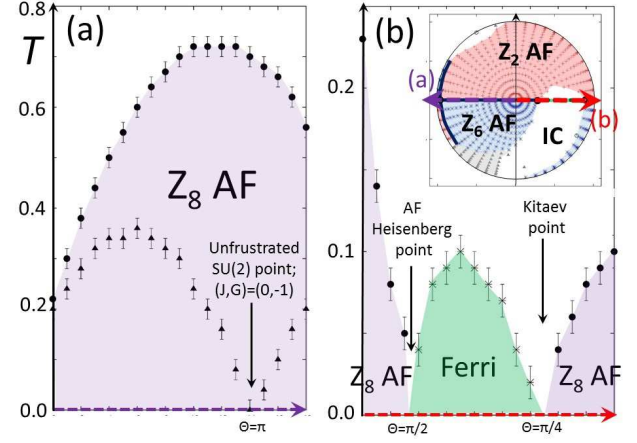 0.8
(a)
T
0.6
Z8 AF
0.4
Unfrustrated
SU(2) point;
(J,G)=(0,-1)
0.2
0.0
Θ=π
(b)
0.2
Z2 AF
(a)
Z6 AF
IC
(b)
AF
Heisenberg
point
Kitaev
point
0.1
Z8 AF
Ferri
Z8 AF
0.0
Θ=π/2
Θ=π/4